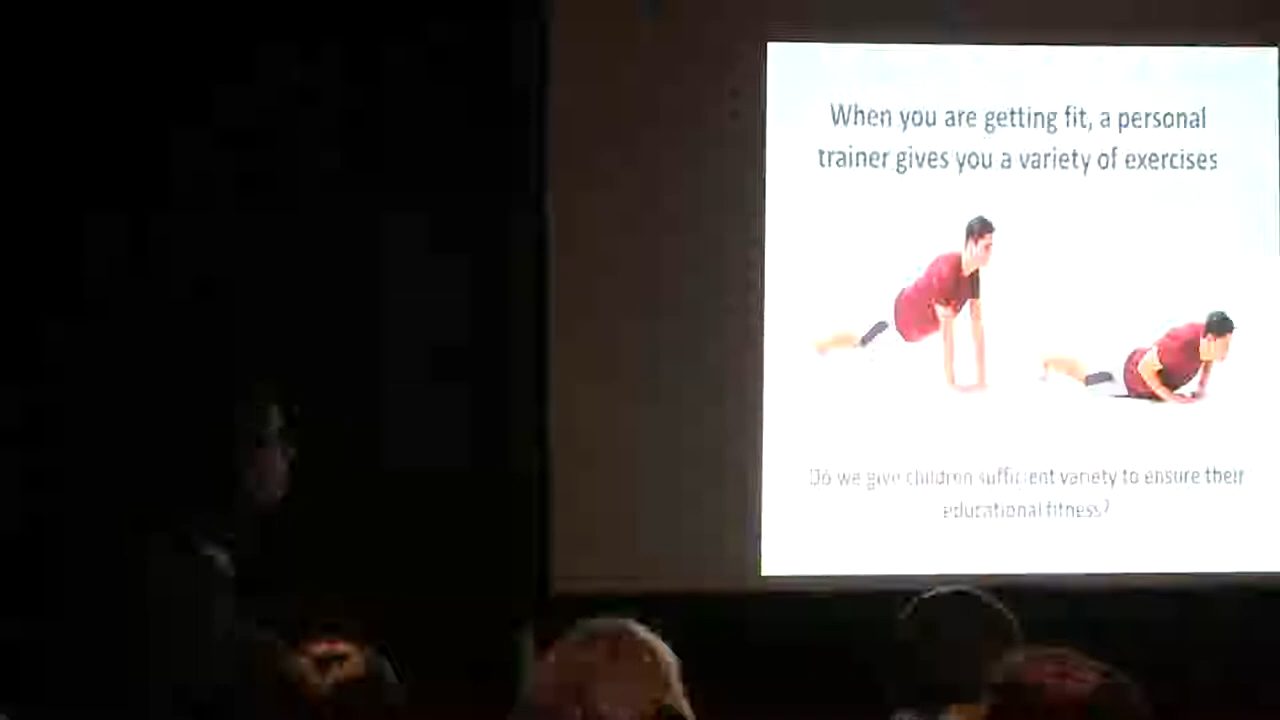 When you are getting fit, a personal
trainer gives you a variety of exercises
Do we give children sufficient variety to ensure their
educational fitness?